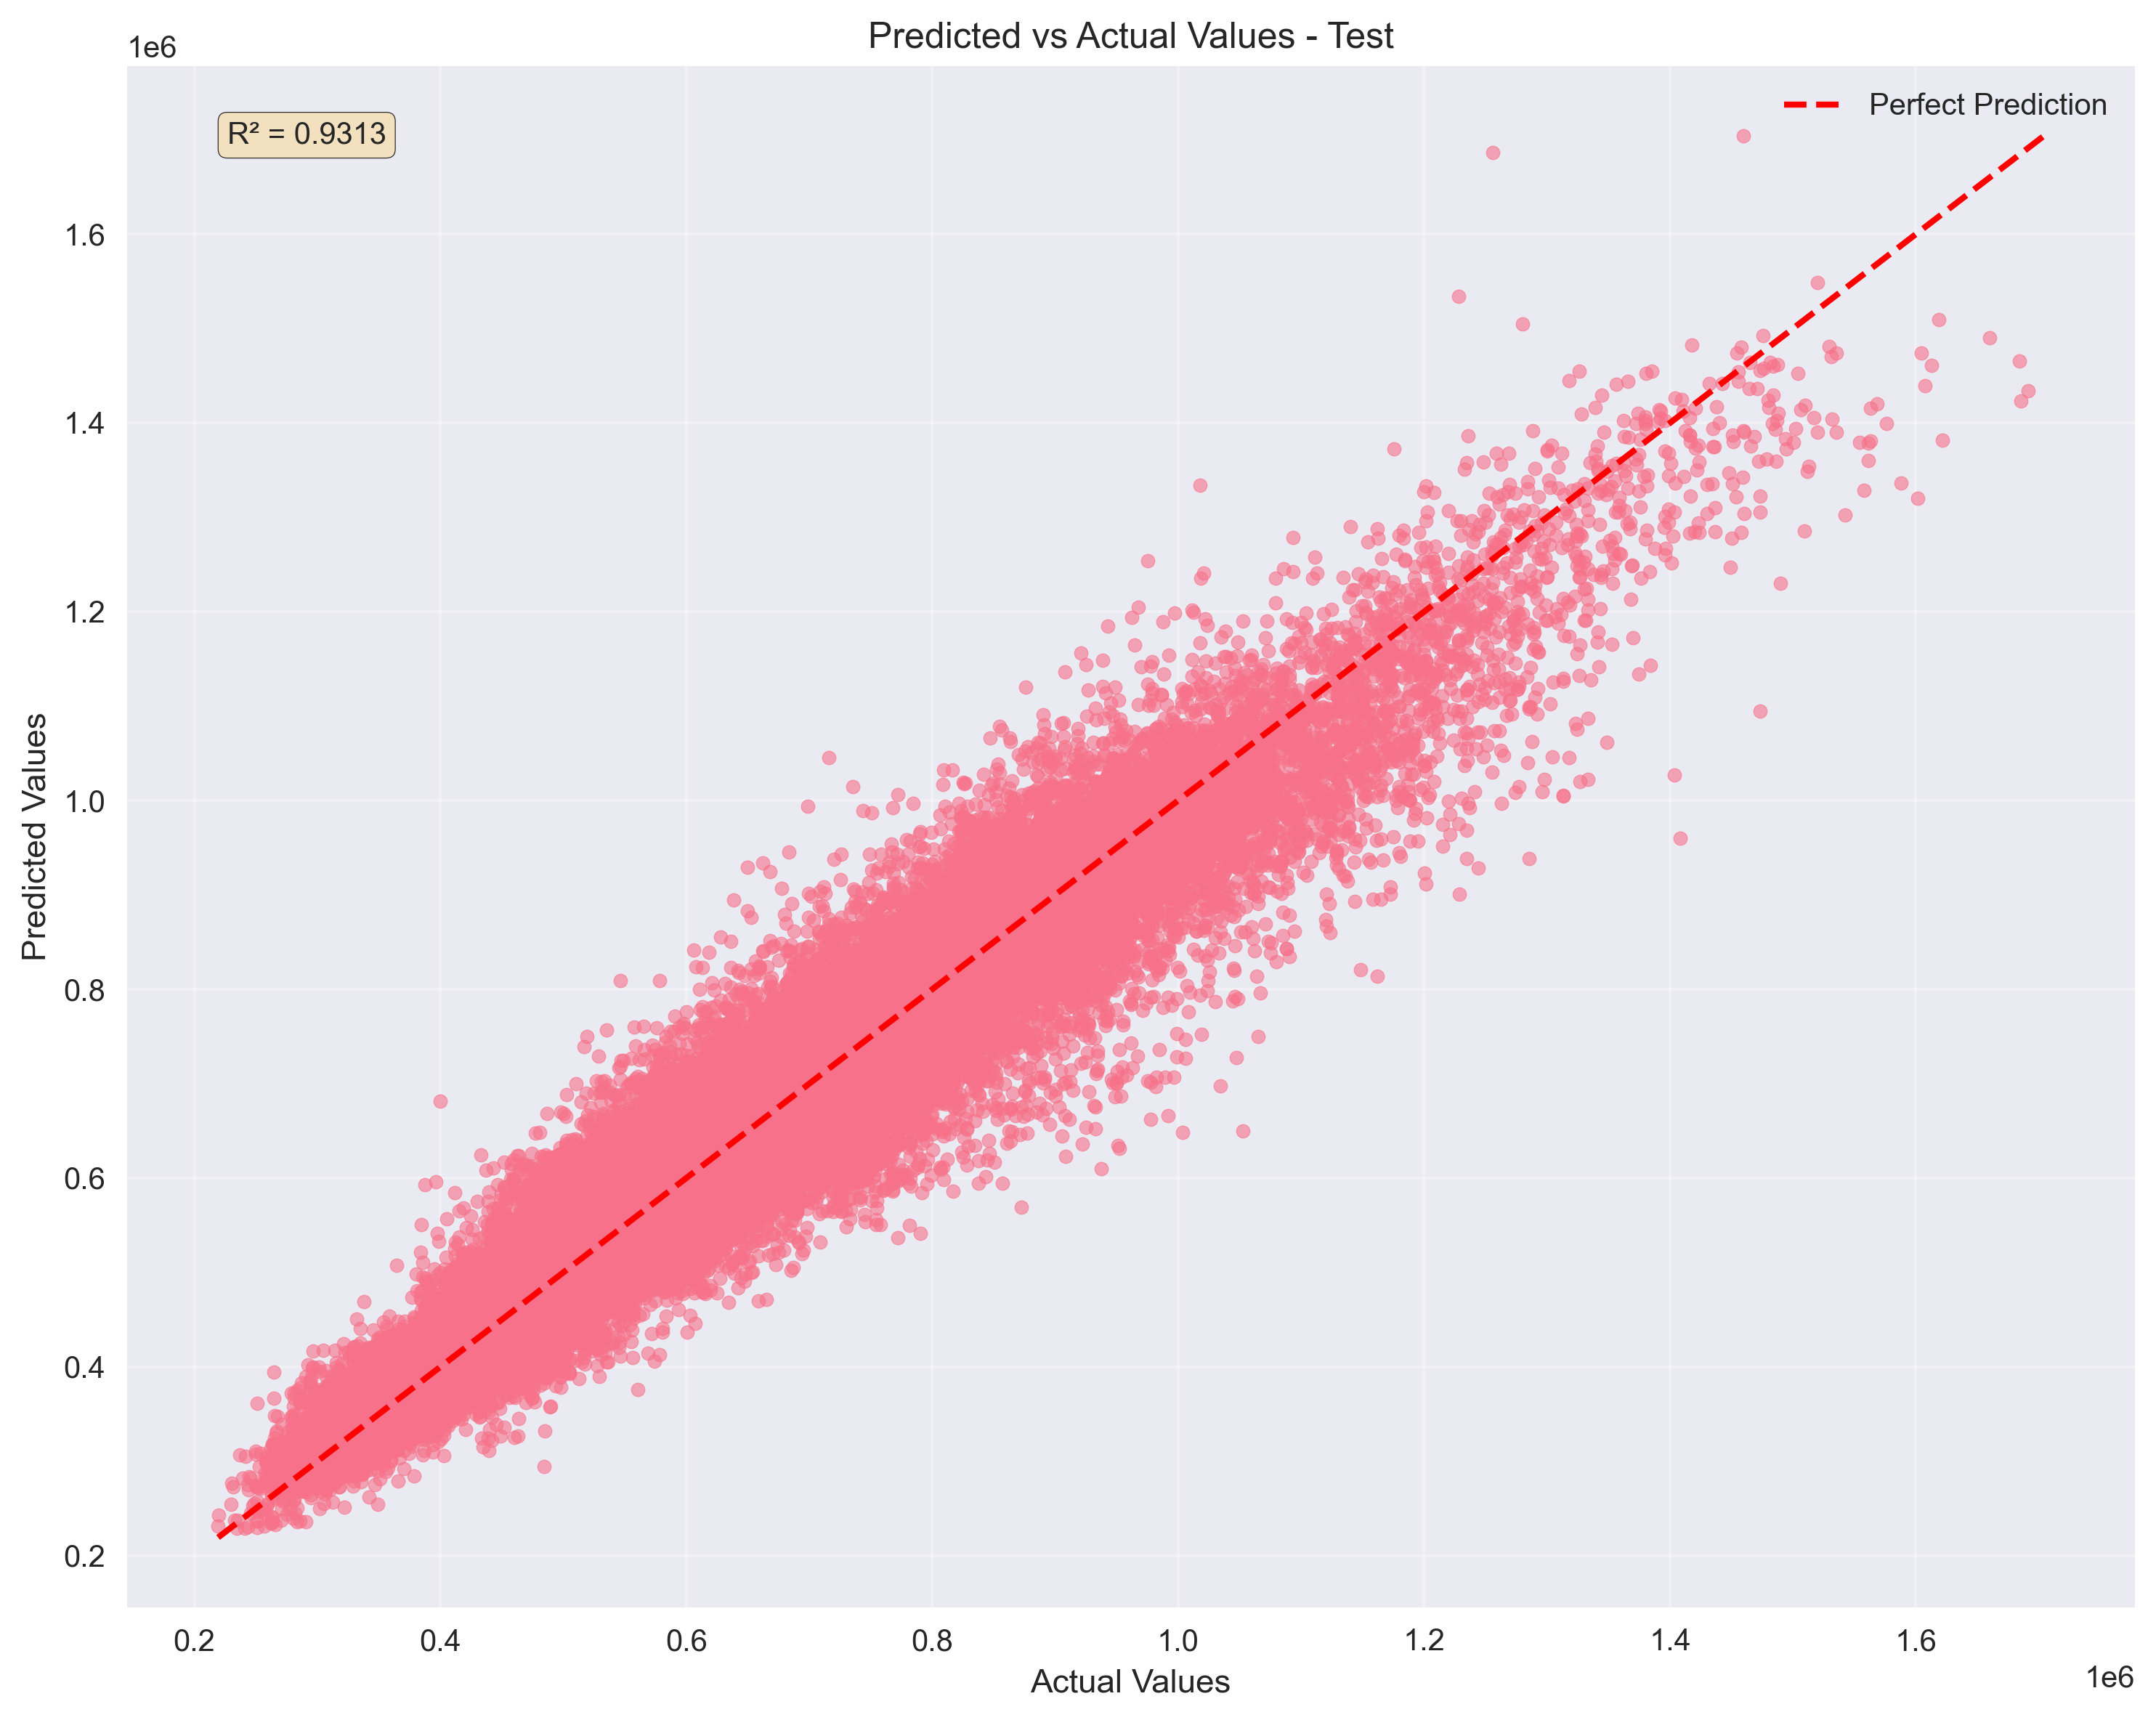 Predicted vs Actual Values - Test
1e6
R² = 0.9313
Perfect Prediction
1.6
1.4
1.2
1.0
0.8
0.6
0.4
0.2
Predicted Values
0.2 0.4 0.6 0.8 1.0 1.2 1.4 1.6
Actual Values
1e6